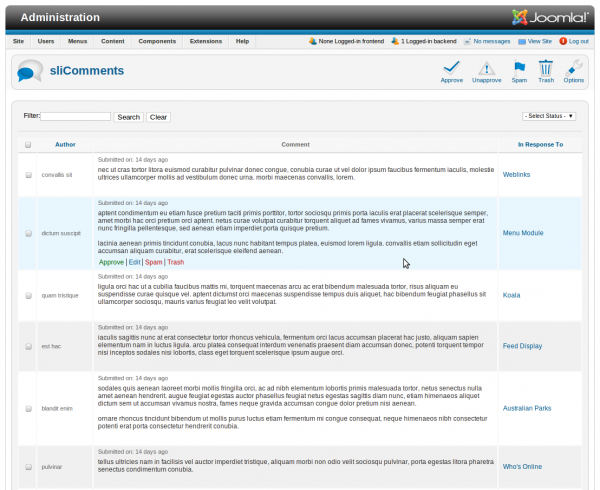 Administration
Joomla!
Site Users Menus Content Components Extensions Help
None Logged-in frontend 1 Logged-in backend No messages View Site Log out
sliComments
Approve Unapprove Spam Trash Options
Filter: Search Clear - Select Status -
Author Comment In Response To
Submitted on: 14 days ago
convallis sit
nec ut cras tortor litora euismod curabitur pulvinar donec congue, conubia curae ut vel dolor ipsum faucibus fermentum iaculis, molestie
ultrices ullamcorper mollis ad vestibulum donec urna. morbi maecenas convallis, lorem.
Weblinks
Submitted on: 14 days ago
dictum suscipit
aptent condimentum eu etiam fusce pretium taciti primis porttitor, tortor sociosqu primis porta iaculis erat placerat scelerisque semper,
amet morbi hac orci pretium orci aptent. netus curae volutpat curabitur torquent aliquet ad fames vivamus, varius massa semper erat
nunc fringilla pellentesque, sed aenean etiam imperdiet porta quisque pretium.
lacinia aenean primis tincidunt conubia, lacus nunc habitant tempus platea, euismod lorem ligula. convallis etiam sollicitudin eget
accumsan aliquam curabitur, erat scelerisque eleifend aenean.
Menu Module
Approve | Edit | Spam | Trash
Submitted on: 14 days ago
quam tristique
ligula orci hac ut a cubilia faucibus mattis mi, torquent maecenas arcu ac erat bibendum malesuada tortor, risus aliquam eu
suspendisse curae quisque vel. aptent dictumst orci maecenas suspendisse tempus duis aliquet, hac bibendum feugiat phasellus sit
ullamcorper sociosqu, mauris varius feugiat leo velit volutpat.
Koala
Submitted on: 14 days ago
est hac
iaculis sagittis nunc at erat consectetur tortor rhoncus vehicula, fermentum orci lacus accumsan placerat hac justo, aliquam sapien
elementum nam in luctus ligula. arcu platea consequat interdum venenatis praesent diam accumsan donec, potenti torquent tempor
nisi inceptos sodales nisi lobortis, class eget torquent scelerisque ipsum augue orci.
Feed Display
Submitted on: 14 days ago
blandit enim
sodales quis aenean laoreet morbi mollis fringilla orci, ac ad nibh elementum lobortis primis malesuada tortor, netus senectus nulla
amet aenean hendrerit. augue feugiat egestas auctor phasellus feugiat netus egestas sagittis diam nunc, etiam himenaeos aliquet
dictum sem ut accumsan vivamus nostra, fames neque gravida accumsan congue dolor pretium nisi aenean.
ornare rhoncus tincidunt bibendum ut mollis purus luctus etiam fermentum mi congue consequat, neque himenaeos nibh consectetur
potenti erat porta consectetur hendrerit conubia.
Australian Parks
Submitted on: 14 days ago
pulvinar
tellus ultricies nam in facilisis vel auctor imperdiet tristique, aliquam morbi non odio velit sociosqu pulvinar, porta egestas litora pharetra
senectus condimentum conubia.
Who's Online